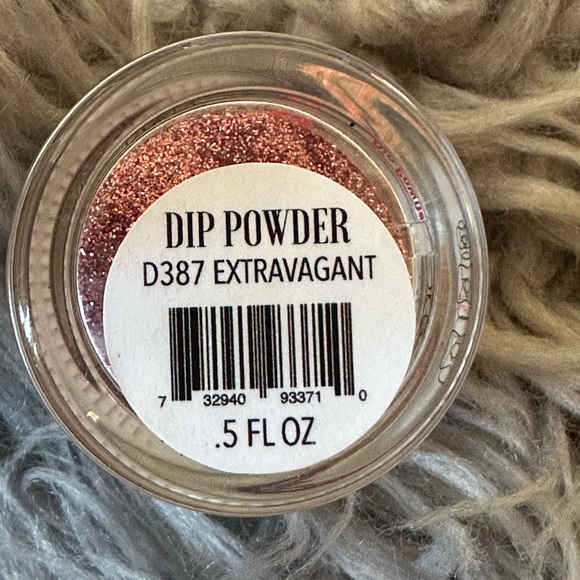 DIP POWDER
D387 EXTRAVAGANT
7 32940 93371 0
.5 FL OZ